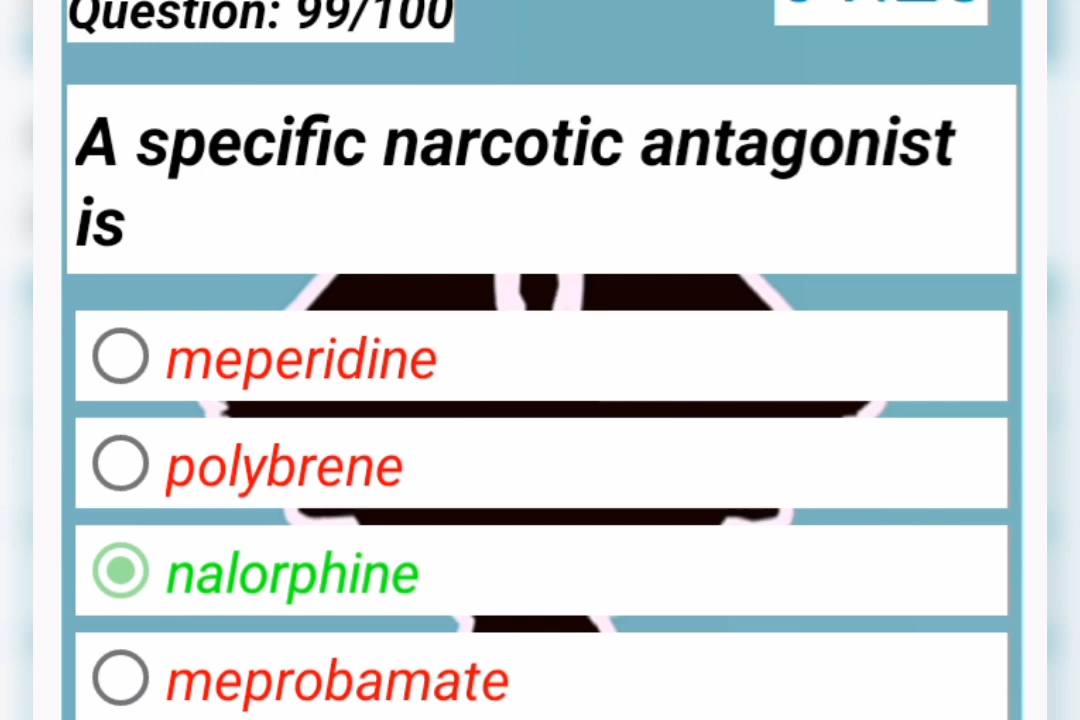 Question: 99/100
A specific narcotic antagonist
is
meperidine
polybrene
nalorphine
meprobamate